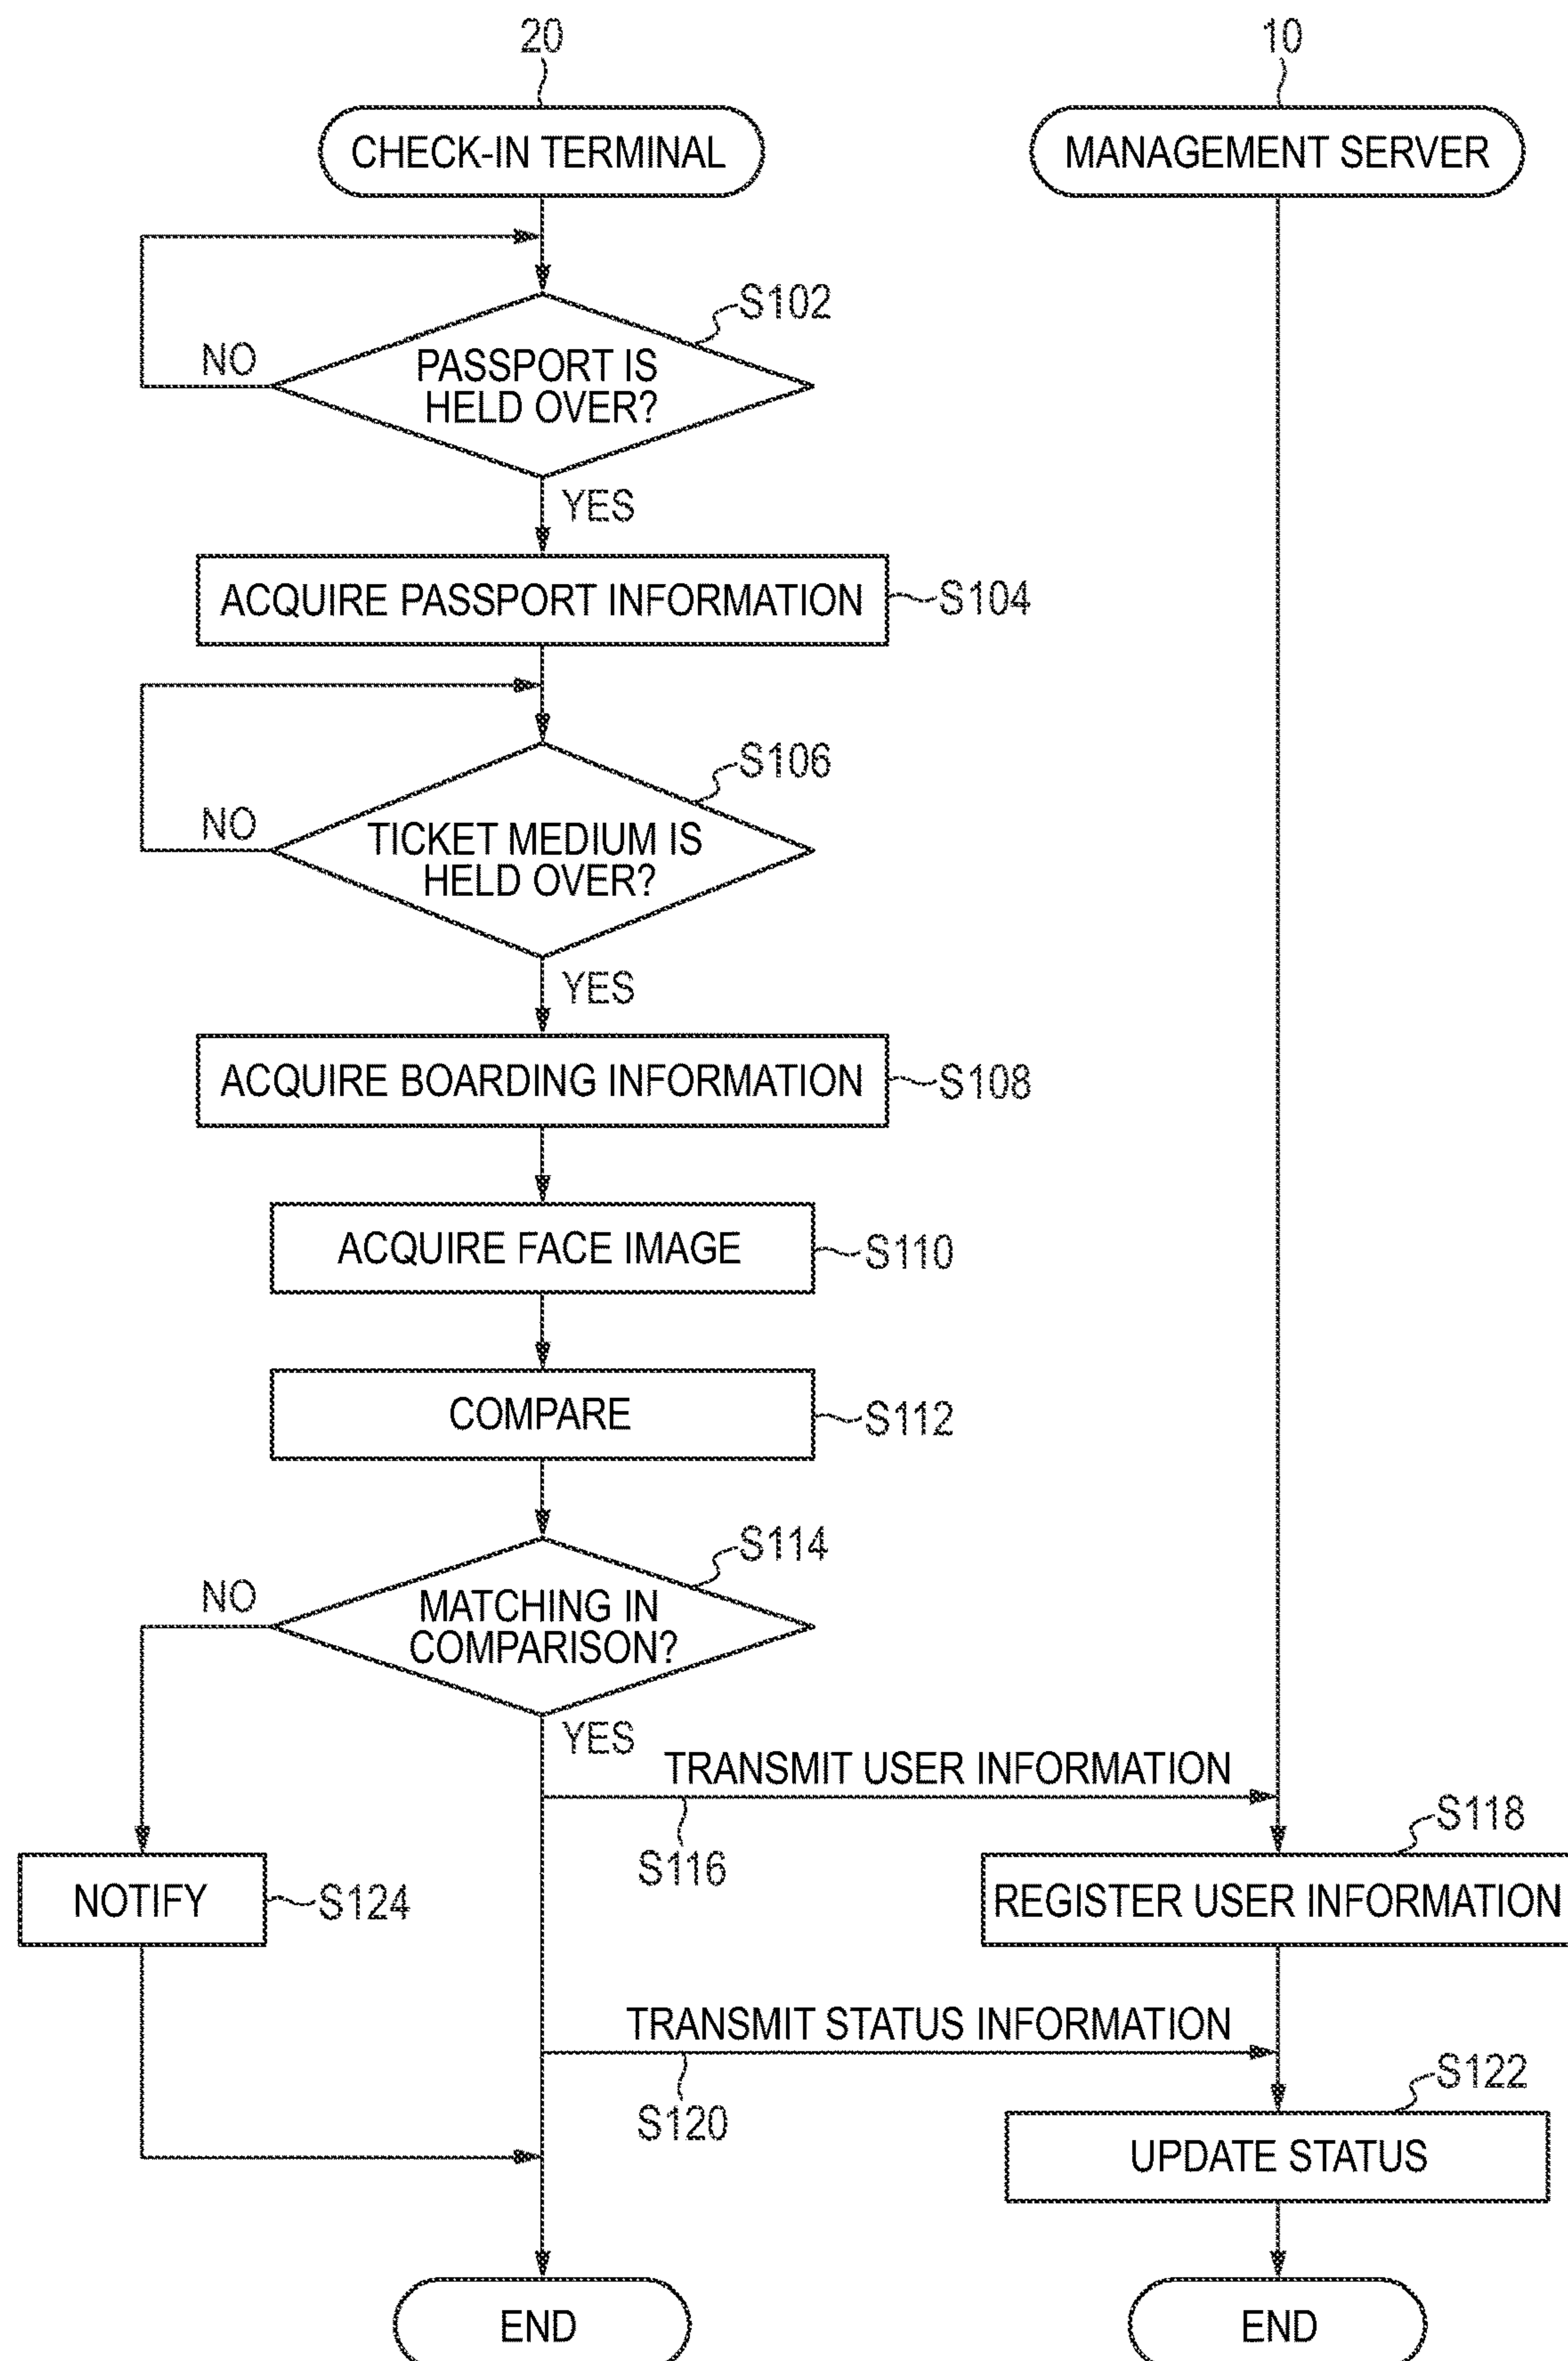 20
10
CHECK-IN TERMINAL
MANAGEMENT SERVER
S102
NO
PASSPORT IS
HELD OVER?
YES
ACQUIRE PASSPORT INFORMATION
S104
S106
NO
TICKET MEDIUM IS
HELD OVER?
YES
ACQUIRE BOARDING INFORMATION
S108
ACQUIRE FACE IMAGE
S110
COMPARE
S112
S114
NO
MATCHING IN
COMPARISON?
YES
TRANSMIT USER INFORMATION
S116
S118
NOTIFY
S124
REGISTER USER INFORMATION
TRANSMIT STATUS INFORMATION
S120
S122
UPDATE STATUS
END
END